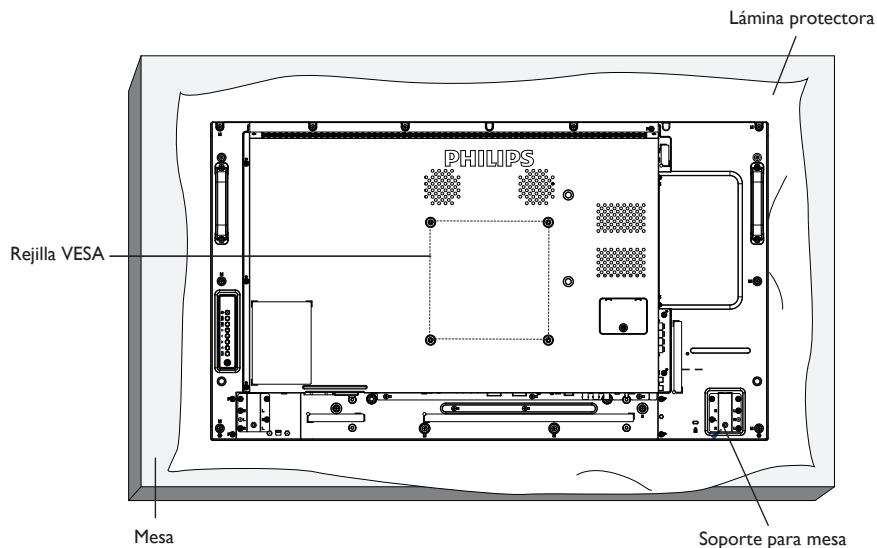 Lámina protectora
PHILIPS
Rejilla VESA
Mesa
Soporte para mesa